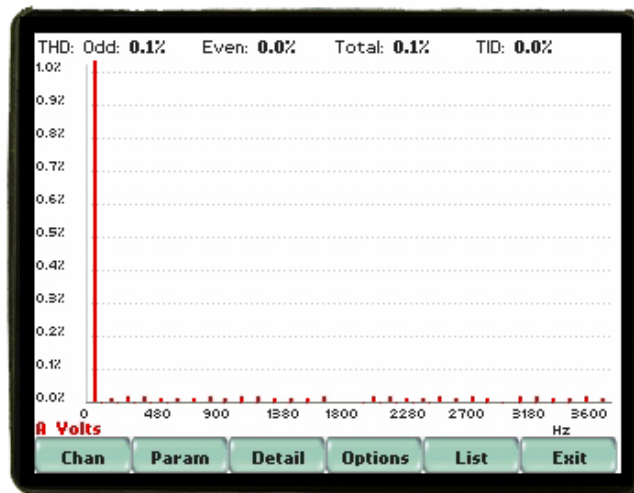 THD: Odd: 0.1% Even: 0.0% Total: 0.1% TID: 0.0%
1.0%
0.9%
0.8%
0.7%
0.6%
0.5%
0.4%
0.3%
0.2%
0.1%
0.0%
0 480 900 1380 1800 2280 2700 3180 3600
A Volts Hz
Chan Param Detail Options List Exit